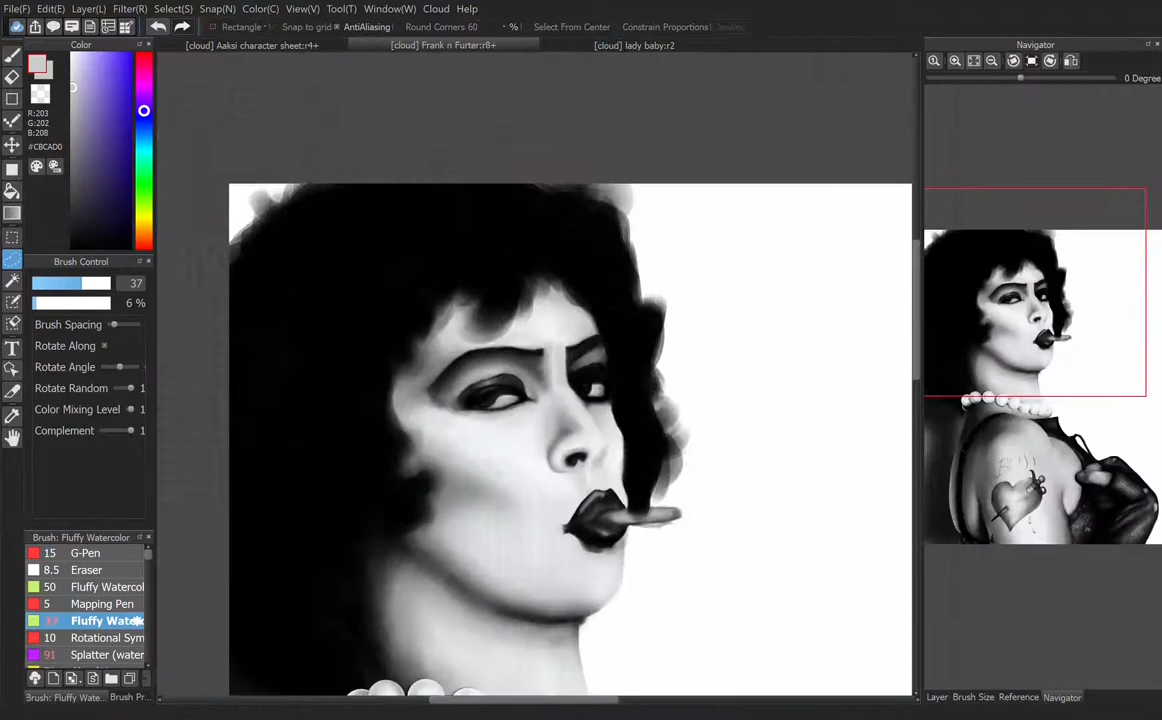 File(F) Edit(E) Layer(L) Filter(R) Select(S) Snap(N) Color(C) View(V) Tool(T) Window(W) Cloud Help
Rectangle Snap to grid AntiAliasing Round Corners 60 % Select From Center Constrain Proportions
Color
[cloud] Aaksi character sheet:r4+ [cloud] Frank n Furter:r8+ [cloud] lady baby:r2
Navigator
0 Degree
R:203
G:202
B:208
#CBCAD0
Brush Control
37
6 %
Brush Spacing
Rotate Along
Rotate Angle
Rotate Random 1
Color Mixing Level 1
Complement 1
Brush: Fluffy Watercolor
15 G-Pen
8.5 Eraser
50 Fluffy Watercol
5 Mapping Pen
37 Fluffy Waterc
10 Rotational Sym
91 Splatter (water
Brush: Fluffy Wate... Brush Pr...
Layer Brush Size Reference Navigator